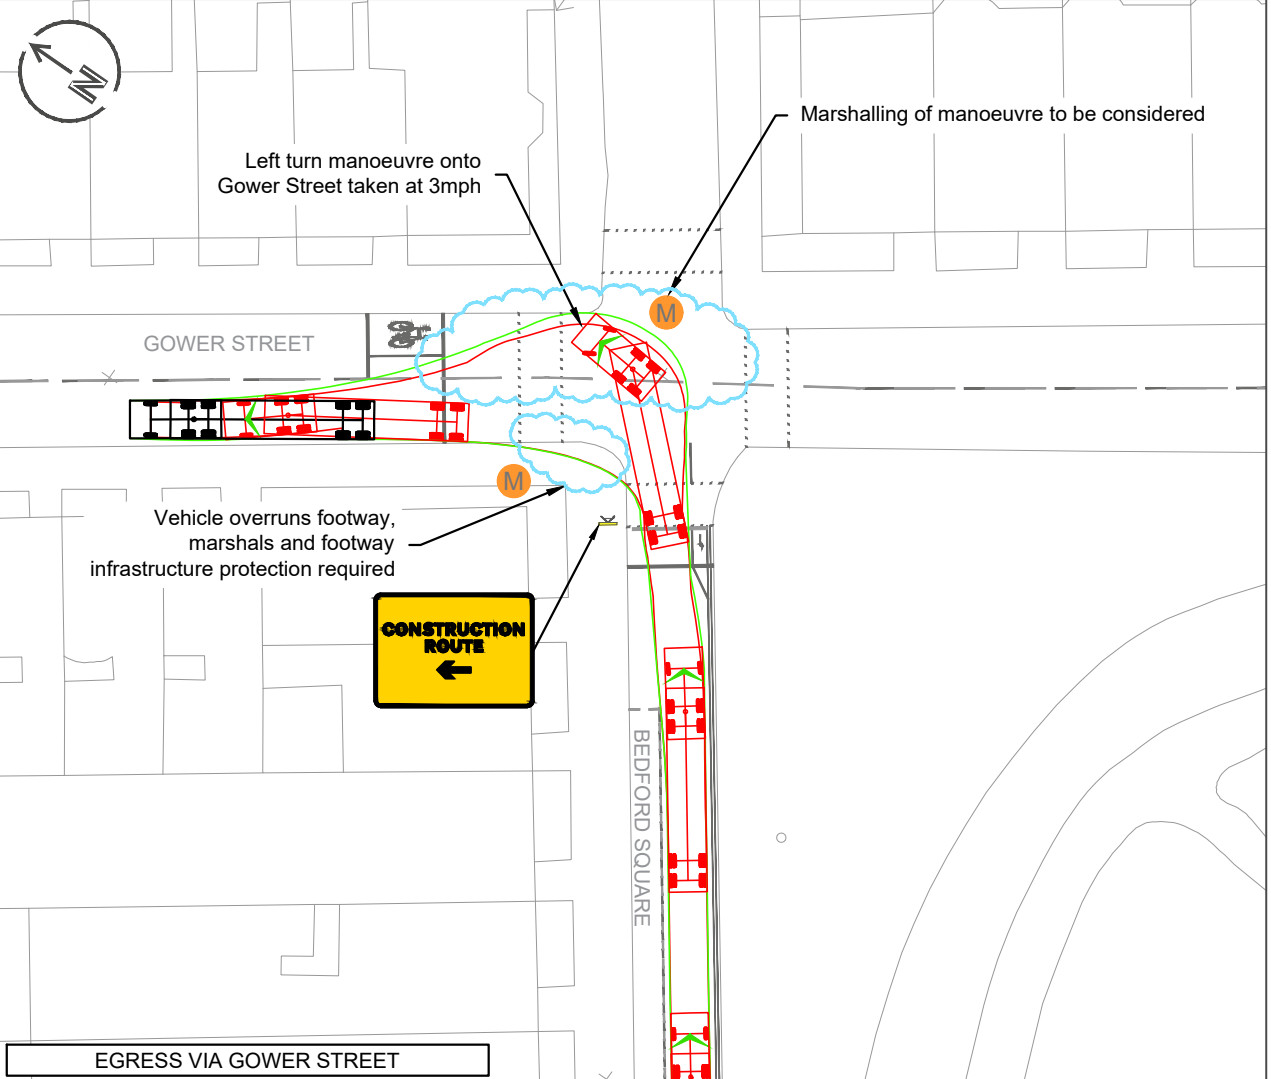 N
Marshalling of manoeuvre to be considered
Left turn manoeuvre onto
Gower Street taken at 3mph
M
GOWER STREET
M
Vehicle overruns footway,
marshals and footway
infrastructure protection required
CONSTRUCTION
ROUTE
BEDFORD SQUARE
EGRESS VIA GOWER STREET